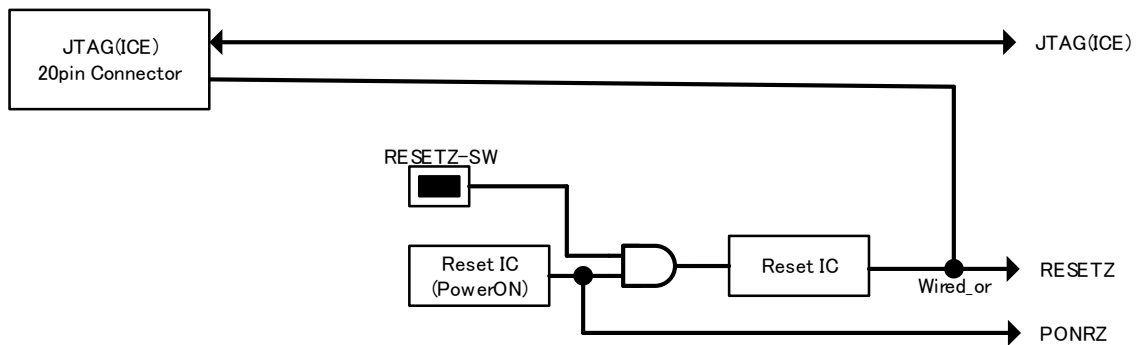 JTAG(ICE)
20pin Connector
JTAG(ICE)
RESETZ-SW
Reset IC
(PowerON)
Reset IC
Wired_or
RESETZ
PONRZ